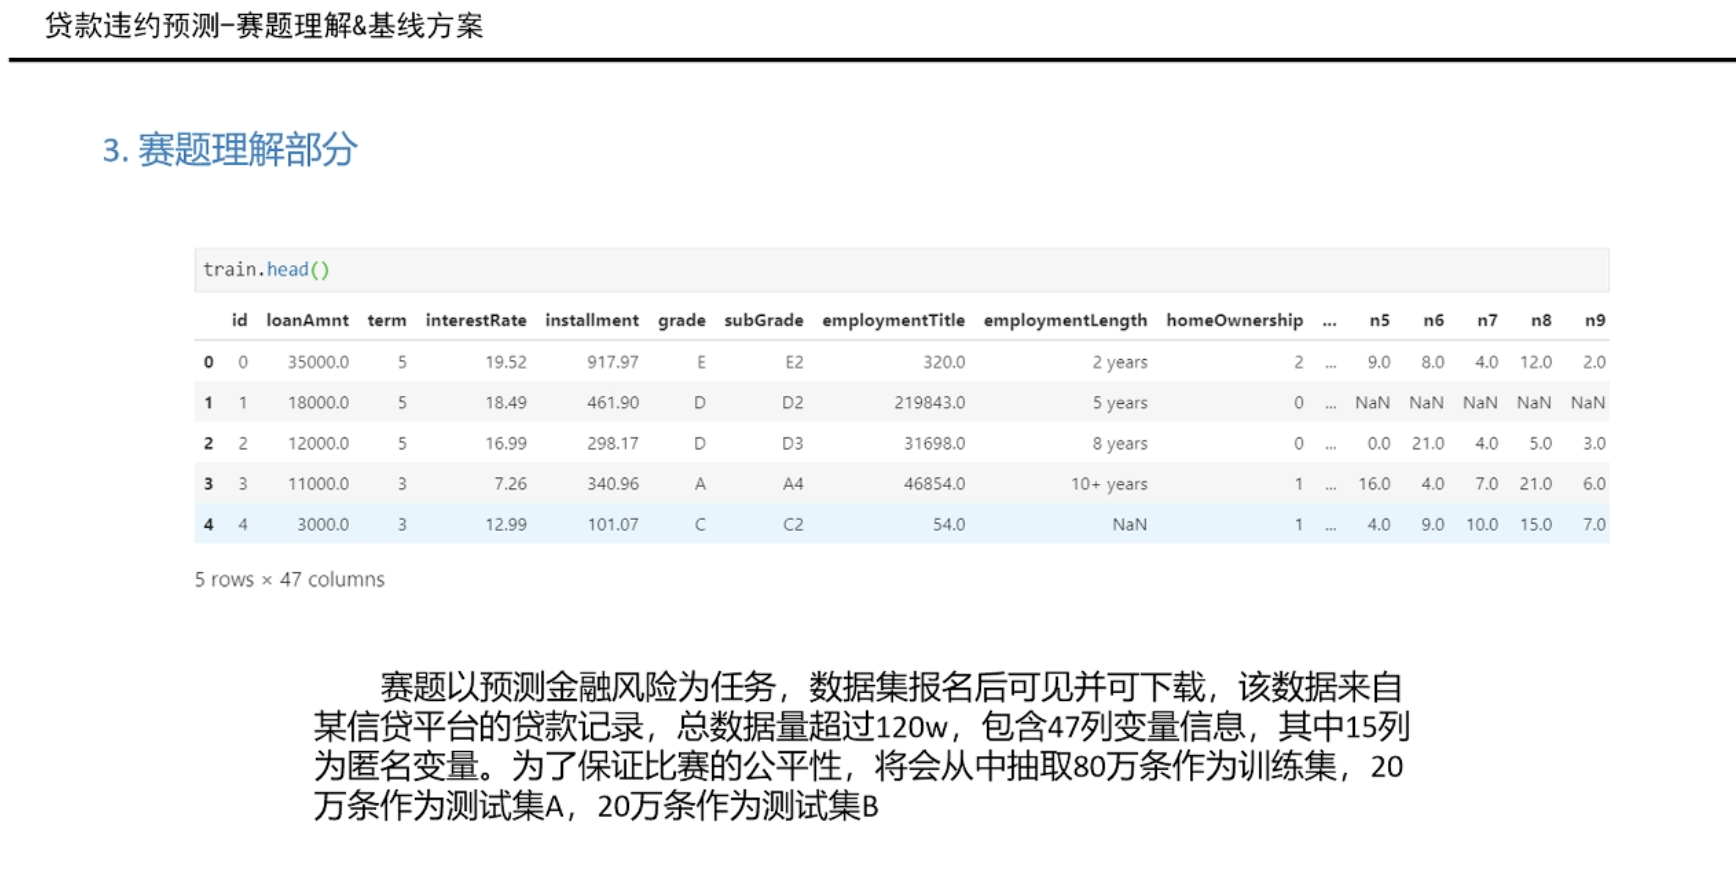 贷款违约预测-赛题理解&基线方案
3. 赛题理解部分
train.head()
id loanAmnt term interestRate installment grade subGrade employmentTitle employmentLength homeOwnership ... n5 n6 n7 n8 n9
0 0 35000.0 5 19.52 917.97 E E2 320.0 2 years 2 ... 9.0 8.0 4.0 12.0 2.0
1 1 18000.0 5 18.49 461.90 D D2 219843.0 5 years 0 ... NaN NaN NaN NaN NaN
2 2 12000.0 5 16.99 298.17 D D3 31698.0 8 years 0 ... 0.0 21.0 4.0 5.0 3.0
3 3 11000.0 3 7.26 340.96 A A4 46854.0 10+ years 1 ... 16.0 4.0 7.0 21.0 6.0
4 4 3000.0 3 12.99 101.07 C C2 54.0 NaN 1 ... 4.0 9.0 10.0 15.0 7.0
5 rows × 47 columns
赛题以预测金融风险为任务，数据集报名后可见并可下载，该数据来自
某信贷平台的贷款记录，总数据量超过120w，包含47列变量信息，其中15列
为匿名变量。为了保证比赛的公平性，将会从中抽取80万条作为训练集，20
万条作为测试集A，20万条作为测试集B